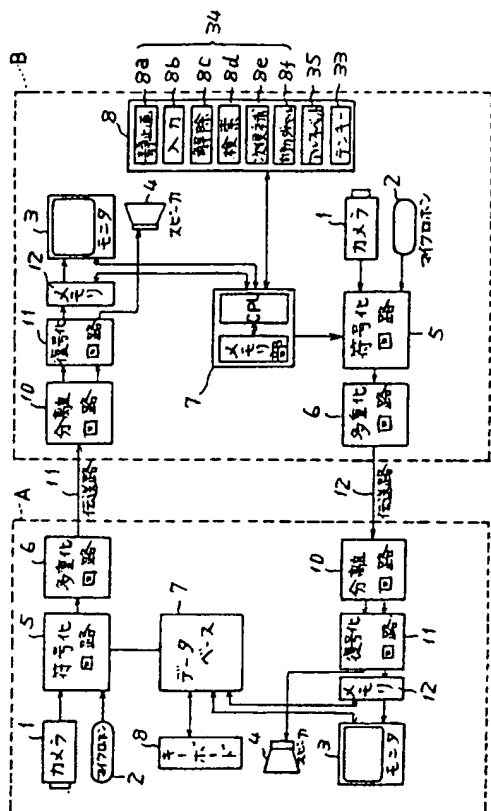 A
1
カメラ
2
マイクロホン
5
符号化
回路
6
多重化
回路
11
伝送路
7
データ
ベース
8
キーボード
4
スピーカ
3
モニタ
12
メモリ
11
復号化
回路
10
分離
回路
12
伝送路
B
10
分離
回路
11
復号化
回路
12
メモリ
3
モニタ
4
スピーカ
7
メモリ部
CPU
8
34
静止画
8a
入力
8b
解除
8c
検索
8d
次候補
8e
8f
35
テンキー
33
1
カメラ
2
マイクロホン
符号化
回路
5
多重化
回路
6